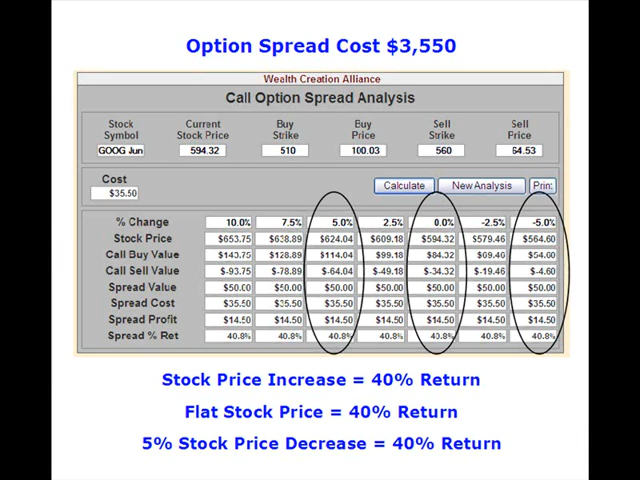 Option Spread Cost $3,550
Wealth Creation Alliance
Call Option Spread Analysis
Stock Symbol Current Stock Price Buy Strike Buy Price Sell Strike Sell Price
GOOG Jun 594.32 510 100.03 560 64.53
Cost
$35.50
Calculate New Analysis Print
% Change 10.0% 7.5% 5.0% 2.5% 0.0% -2.5% -5.0%
Stock Price $653.75 $638.89 $624.04 $609.18 $594.32 $579.46 $564.60
Call Buy Value $143.75 $128.89 $114.04 $99.18 $84.32 $69.46 $54.60
Call Sell Value $-93.75 $-78.89 $-64.04 $-49.18 $-34.32 $-19.46 $-4.60
Spread Value $50.00 $50.00 $50.00 $50.00 $50.00 $50.00 $50.00
Spread Cost $35.50 $35.50 $35.50 $35.50 $35.50 $35.50 $35.50
Spread Profit $14.50 $14.50 $14.50 $14.50 $14.50 $14.50 $14.50
Spread % Ret 40.8% 40.8% 40.8% 40.8% 40.8% 40.8% 40.8%
Stock Price Increase = 40% Return
Flat Stock Price = 40% Return
5% Stock Price Decrease = 40% Return